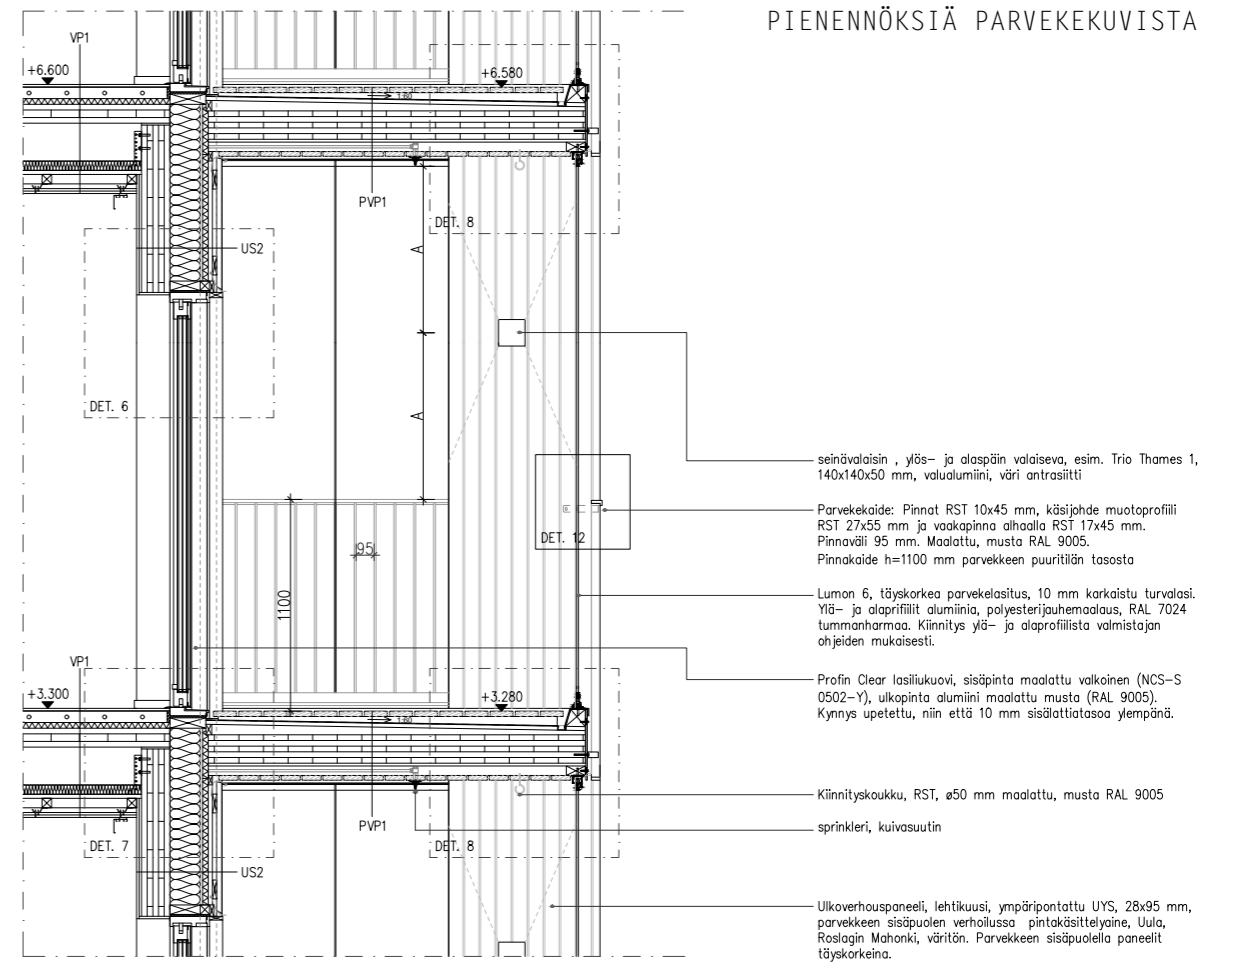 PIENENNÖKSIÄ PARVEKEKUVISTA
VP1
+6.600
+6.580
1:60
PVP1
DET. 8
US2
A
DET. 6
A
seinävalaisin , ylös- ja alaspäin valaiseva, esim. Trio Thames 1,
140x140x50 mm, valualumiini, väri antrasiitti
Parvekekaide: Pinnat RST 10x45 mm, käsijohde muotoprofiili
RST 27x55 mm ja vaakapinna alhaalla RST 17x45 mm.
Pinnaväli 95 mm. Maalattu, musta RAL 9005.
Pinnakaide h=1100 mm parvekkeen puuritilän tasosta
DET. 12
95
1100
Lumon 6, täyskorkea parvekelasitus, 10 mm karkaistu turvalasi.
Ylä- ja alaprifiilit alumiinia, polyesterijauhemaalaus, RAL 7024
tummanharmaa. Kiinnitys ylä- ja alaprofiilista valmistajan
ohjeiden mukaisesti.
VP1
+3.300
+3.280
1:60
Profin Clear lasiliukuovi, sisäpinta maalattu valkoinen (NCS-S
0502-Y), ulkopinta alumiini maalattu musta (RAL 9005).
Kynnys upetettu, niin että 10 mm sisälattiatasoa ylempänä.
Kiinnityskoukku, RST, ø50 mm maalattu, musta RAL 9005
sprinkleri, kuivasuutin
PVP1
DET. 7
DET. 8
US2
Ulkoverhouspaneeli, lehtikuusi, ympäripontattu UYS, 28x95 mm,
parvekkeen sisäpuolen verhoilussa pintakäsittelyaine, Uula,
Roslagin Mahonki, väritön. Parvekkeen sisäpuolella paneelit
täyskorkeina.